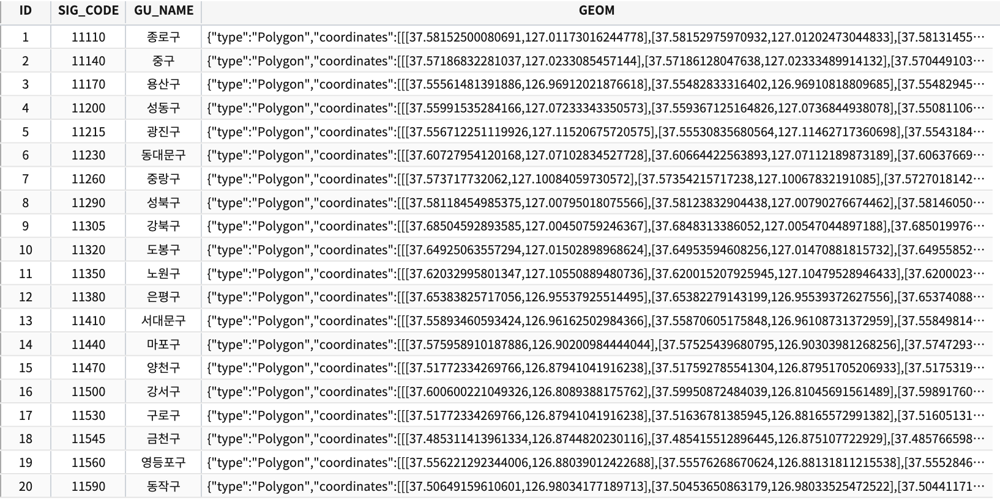 ID SIG_CODE GU_NAME GEOM
1 11110 종로구 {"type":"Polygon","coordinates":[[[37.58152500080691,127.01173016244778],[37.58152975970932,127.01202473044833],[37.58131455…
2 11140 중구 {"type":"Polygon","coordinates":[[[37.57186832281037,127.0233085457144],[37.57186128047638,127.02333489914132],[37.570449103…
3 11170 용산구 {"type":"Polygon","coordinates":[[[37.55561481391886,126.96912021876618],[37.55482833316402,126.96910818809685],[37.55482945…
4 11200 성동구 {"type":"Polygon","coordinates":[[[37.55991535284166,127.07233343350573],[37.559367125164826,127.0736844938078],[37.55081106…
5 11215 광진구 {"type":"Polygon","coordinates":[[[37.556712251119926,127.11520675720575],[37.55530835680564,127.11462717360698],[37.5543184…
6 11230 동대문구 {"type":"Polygon","coordinates":[[[37.60727954120168,127.07102834527728],[37.60664422563893,127.07112189873189],[37.60637669…
7 11260 중랑구 {"type":"Polygon","coordinates":[[[37.573717732062,127.10084059730572],[37.57354215717238,127.10067832191085],[37.5727018142…
8 11290 성북구 {"type":"Polygon","coordinates":[[[37.58118454985375,127.00795018075566],[37.58123832904438,127.00790276674462],[37.58146050…
9 11305 강북구 {"type":"Polygon","coordinates":[[[37.68504592893585,127.00450759246367],[37.6848313386052,127.00547044897188],[37.685019976…
10 11320 도봉구 {"type":"Polygon","coordinates":[[[37.64925063557294,127.01502898968624],[37.64953594608256,127.01470881815732],[37.64955852…
11 11350 노원구 {"type":"Polygon","coordinates":[[[37.62032995801347,127.10550889480736],[37.620015207925945,127.10479528946433],[37.6200023…
12 11380 은평구 {"type":"Polygon","coordinates":[[[37.65383825717056,126.95537925514495],[37.65382279143199,126.95539372627556],[37.65374088…
13 11410 서대문구 {"type":"Polygon","coordinates":[[[37.55893460593424,126.96162502984366],[37.55870605175848,126.96108731372959],[37.55849814…
14 11440 마포구 {"type":"Polygon","coordinates":[[[37.575958910187886,126.90200984444044],[37.57525439680795,126.90303981268256],[37.5747293…
15 11470 양천구 {"type":"Polygon","coordinates":[[[37.51772334269766,126.87941041916238],[37.517592785541304,126.87951705206933],[37.5175319…
16 11500 강서구 {"type":"Polygon","coordinates":[[[37.600600221049326,126.8089388175762],[37.59950872484039,126.81045691561489],[37.59891760…
17 11530 구로구 {"type":"Polygon","coordinates":[[[37.51772334269766,126.87941041916238],[37.51636781385945,126.88165572991382],[37.51605131…
18 11545 금천구 {"type":"Polygon","coordinates":[[[37.485311413961334,126.8744820230116],[37.485415512896445,126.875107722929],[37.485766598…
19 11560 영등포구 {"type":"Polygon","coordinates":[[[37.556221292344006,126.88039012422688],[37.55576268670624,126.88131811215538],[37.5552846…
20 11590 동작구 {"type":"Polygon","coordinates":[[[37.50649159610601,126.98034177189713],[37.50453650863179,126.98033525472522],[37.50441171…